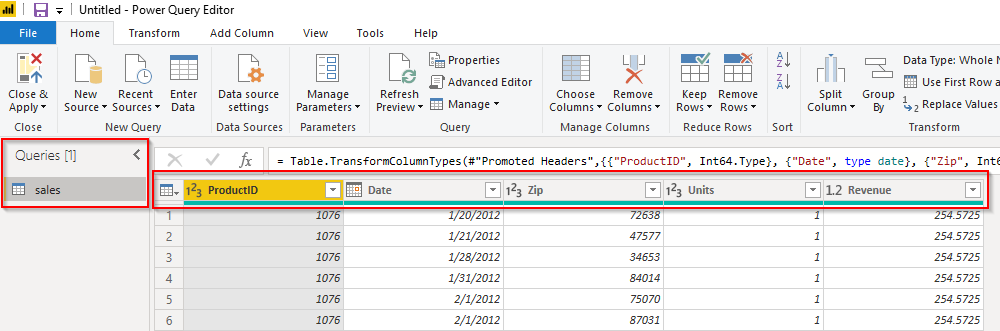 Untitled - Power Query Editor
File Home Transform Add Column View Tools Help
Close & Apply
New Source
Recent Sources
Enter Data
Data source settings
Manage Parameters
Refresh Preview
Properties
Advanced Editor
Manage
Choose Columns
Remove Columns
Keep Rows
Remove Rows
Split Column
Group By
Data Type: Whole N
Use First Row a
Replace Values
Close New Query Data Sources Parameters Query Manage Columns Reduce Rows Sort Transform
Queries [1]
sales
fx = Table.TransformColumnTypes(#"Promoted Headers",{{"ProductID", Int64.Type}, {"Date", type date}, {"Zip", Int6
123 ProductID Date 123 Zip 123 Units 1.2 Revenue
1 1076 1/20/2012 72638 1 254.5725
2 1076 1/21/2012 47577 1 254.5725
3 1076 1/28/2012 34653 1 254.5725
4 1076 1/31/2012 84014 1 254.5725
5 1076 2/1/2012 75070 1 254.5725
6 1076 2/1/2012 87031 1 254.5725